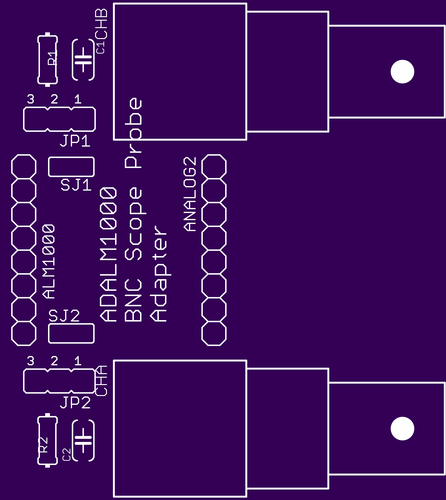 CHB
C1
R1
3 2 1
JP1
SJ1
ANALOG2
ALM1000
ADALM1000
BNC Scope Probe
Adapter
SJ2
3 2 1
CHA
JP2
R2
C2